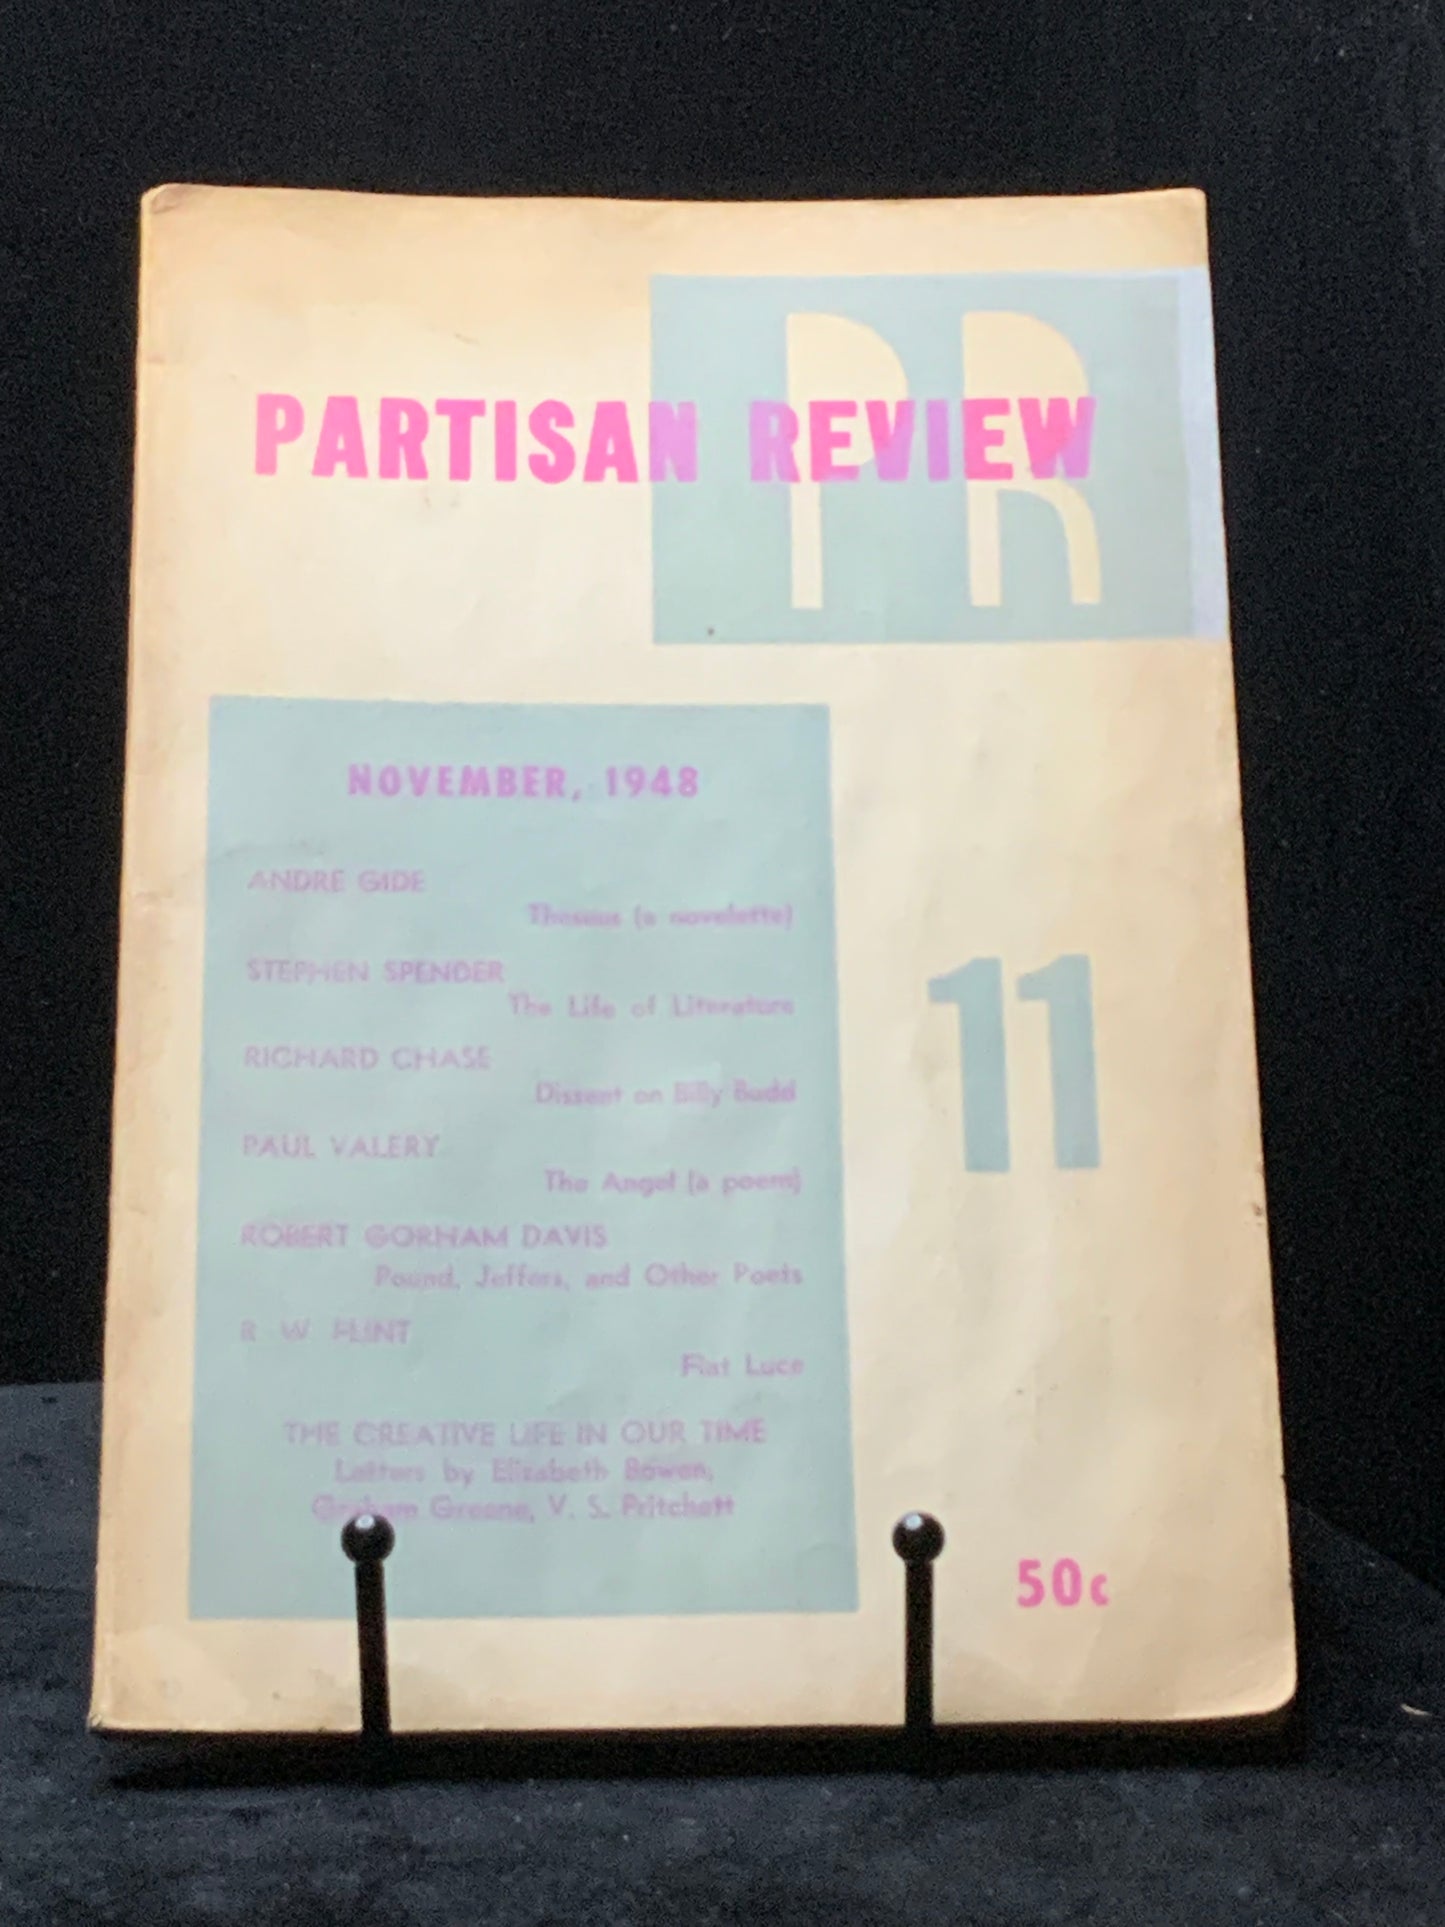 PR
PARTISAN REVIEW
NOVEMBER, 1948
ANDRE GIDE
Theseus (a novelette)
STEPHEN SPENDER
The Life of Literature
RICHARD CHASE
Dissent on Billy Budd
PAUL VALERY
The Angel (a poem)
ROBERT GORHAM DAVIS
Pound, Jeffers, and Other Poets
R. W. FLINT
Fiat Luce
THE CREATIVE LIFE IN OUR TIME
Letters by Elizabeth Bowen,
Graham Greene, V. S. Pritchett
11
50c